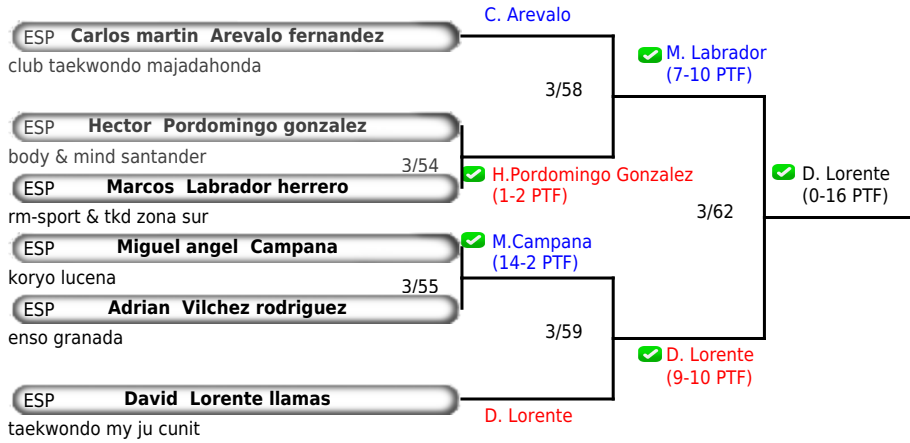 C. Arevalo
ESP Carlos martin Arevalo fernandez
club taekwondo majadahonda
M. Labrador
(7-10 PTF)
3/58
ESP Hector Pordomingo gonzalez
body & mind santander
3/54
H.Pordomingo Gonzalez
(1-2 PTF)
ESP Marcos Labrador herrero
rm-sport & tkd zona sur
D. Lorente
(0-16 PTF)
3/62
ESP Miguel angel Campana
koryo lucena
M.Campana
(14-2 PTF)
3/55
ESP Adrian Vilchez rodriguez
enso granada
3/59
D. Lorente
(9-10 PTF)
ESP David Lorente llamas
taekwondo my ju cunit
D. Lorente